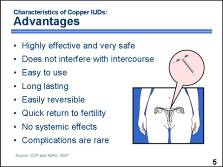 Characteristics of Copper IUDs:
Advantages
• Highly effective and very safe
• Does not interfere with intercourse
• Easy to use
• Long lasting
• Easily reversible
• Quick return to fertility
• No systemic effects
• Complications are rare
Source: CCP and WHO, 2007
5